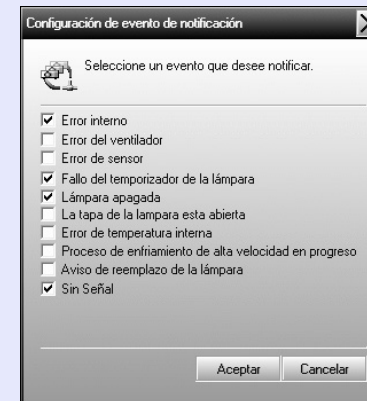 Configuración de evento de notificación
Seleccione un evento que desee notificar.
Error interno
Error del ventilador
Error de sensor
Fallo del temporizador de la lámpara
Lámpara apagada
La tapa de la lampara esta abierta
Error de temperatura interna
Proceso de enfriamiento de alta velocidad en progreso
Aviso de reemplazo de la lámpara
Sin Señal
Aceptar Cancelar